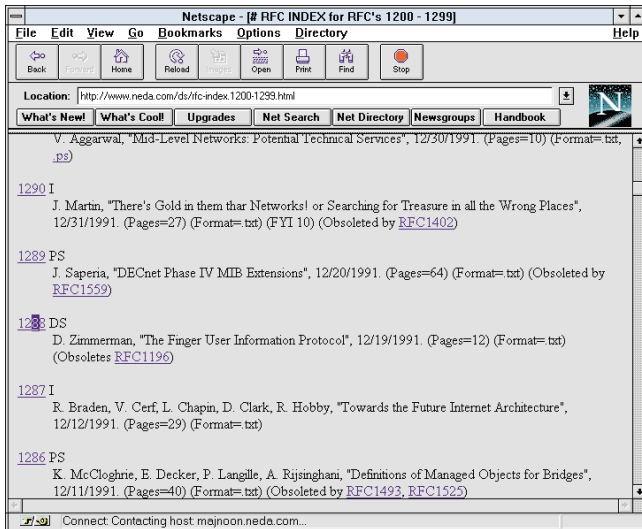 Netscape - [# RFC INDEX for RFC's 1200 - 1299]
File Edit View Go Bookmarks Options Directory Help
Back Forward Home Reload Images Open Print Find Stop
Location: http://www.neda.com/ds/rfc-index.1200-1299.html
What's New! What's Cool! Upgrades Net Search Net Directory Newsgroups Handbook
N
V. Aggarwal, "Mid-Level Networks: Potential Technical Services", 12/30/1991. (Pages=10) (Format=.txt,
.ps)
1290 I
J. Martin, "There's Gold in them thar Networks! or Searching for Treasure in all the Wrong Places",
12/31/1991. (Pages=27) (Format=.txt) (FYI 10) (Obsoleted by RFC1402)
1289 PS
J. Saperia, "DECnet Phase IV MIB Extensions", 12/20/1991. (Pages=64) (Format=.txt) (Obsoleted by
RFC1559)
1288 DS
D. Zimmerman, "The Finger User Information Protocol", 12/19/1991. (Pages=12) (Format=.txt)
(Obsoletes RFC1196)
1287 I
R. Braden, V. Cerf, L. Chapin, D. Clark, R. Hobby, "Towards the Future Internet Architecture",
12/12/1991. (Pages=29) (Format=.txt)
1286 PS
K. McCloghrie, E. Decker, P. Langille, A. Rijsinghani, "Definitions of Managed Objects for Bridges",
12/11/1991. (Pages=40) (Format=.txt) (Obsoleted by RFC1493, RFC1525)
Connect: Contacting host: majnoon.neda.com...